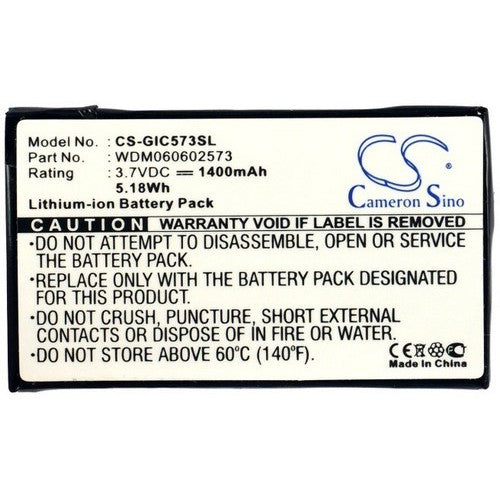 Model No. : CS-GIC573SL
Part No. : WDM060602573
Rating : 3.7VDC ⎓ 1400mAh
5.18Wh
Lithium-ion Battery Pack
CS
Cameron Sino
CAUTION: WARRANTY VOID IF LABEL IS REMOVED
•DO NOT ATTEMPT TO DISASSEMBLE, OPEN OR SERVICE THE BATTERY PACK.
•REPLACE ONLY WITH THE BATTERY PACK DESIGNATED FOR THIS PRODUCT.
•DO NOT CRUSH, PUNCTURE, SHORT EXTERNAL CONTACTS OR DISPOSE OF IN FIRE OR WATER.
•DO NOT STORE ABOVE 60°C (140°F)
CE
Made In China